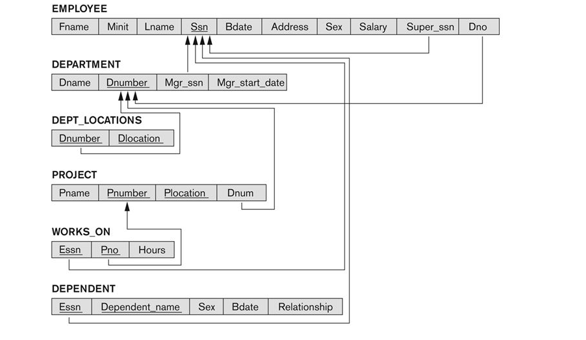 EMPLOYEE
Fname Minit Lname Ssn Bdate Address Sex Salary Super_ssn Dno
DEPARTMENT
Dname Dnumber Mgr_ssn Mgr_start_date
DEPT_LOCATIONS
Dnumber Dlocation
PROJECT
Pname Pnumber Plocation Dnum
WORKS_ON
Essn Pno Hours
DEPENDENT
Essn Dependent_name Sex Bdate Relationship